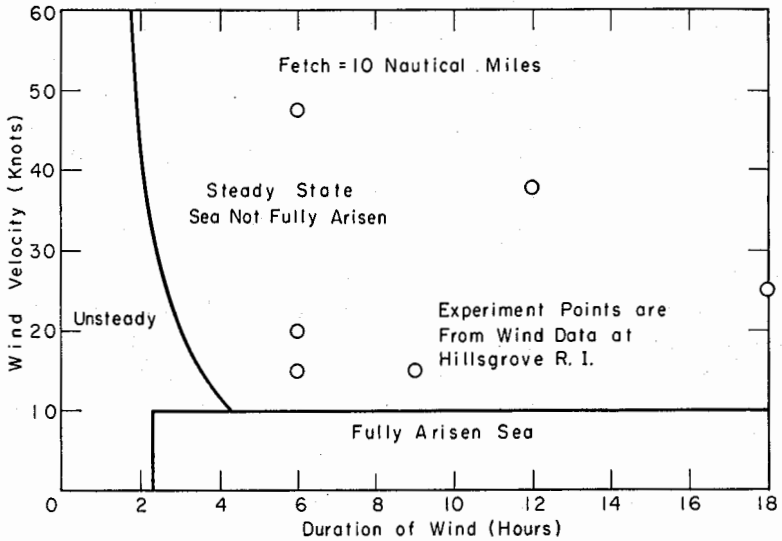 60
Fetch = 10 Nautical Miles
50
40
Steady State
Sea Not Fully Arisen
30
Wind Velocity (Knots)
Experiment Points are
Unsteady
20
From Wind Data at
Hillsgrove R. I.
10
Fully Arisen Sea
0 2 4 6 8 10 12 14 16 18
Duration of Wind (Hours)